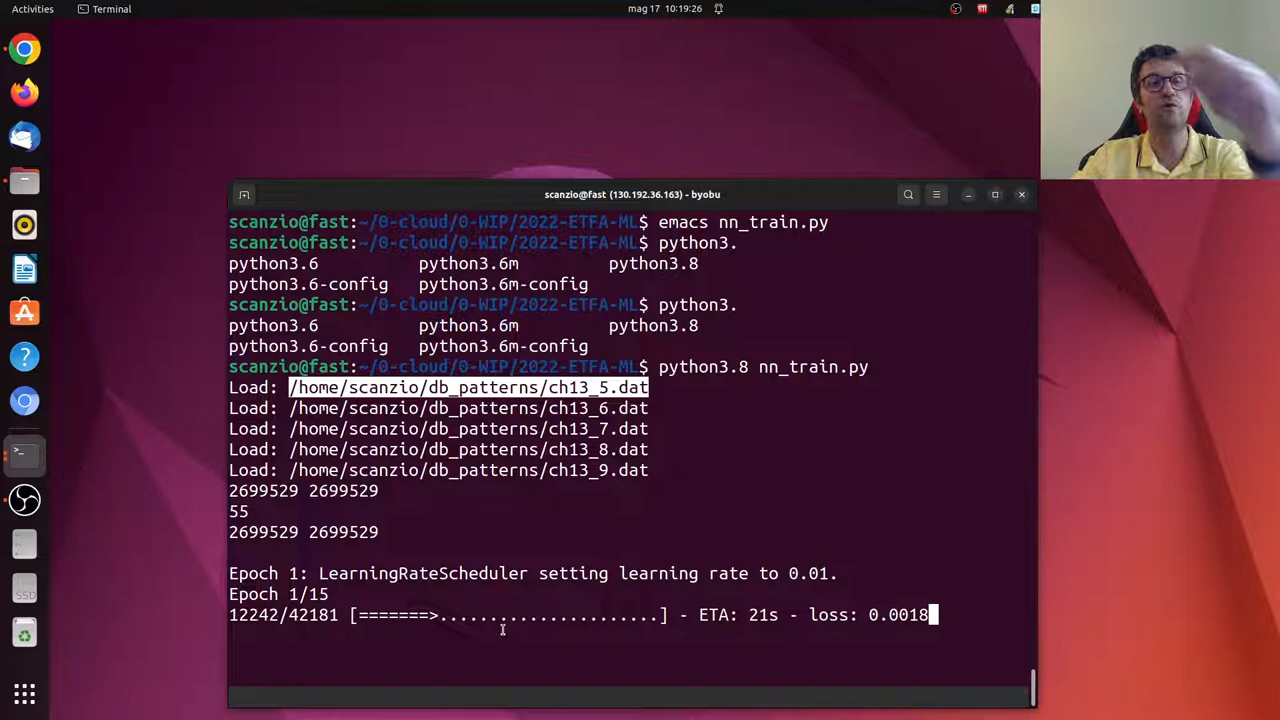 Activities
Terminal
mag 17 10:19:26
scanzio@fast (130.192.36.163) - byobu
scanzio@fast:~/0-cloud/0-WIP/2022-ETFA-ML$ emacs nn_train.py
scanzio@fast:~/0-cloud/0-WIP/2022-ETFA-ML$ python3.
python3.6 python3.6m python3.8
python3.6-config python3.6m-config
scanzio@fast:~/0-cloud/0-WIP/2022-ETFA-ML$ python3.
python3.6 python3.6m python3.8
python3.6-config python3.6m-config
scanzio@fast:~/0-cloud/0-WIP/2022-ETFA-ML$ python3.8 nn_train.py
Load: /home/scanzio/db_patterns/ch13_5.dat
Load: /home/scanzio/db_patterns/ch13_6.dat
Load: /home/scanzio/db_patterns/ch13_7.dat
Load: /home/scanzio/db_patterns/ch13_8.dat
Load: /home/scanzio/db_patterns/ch13_9.dat
2699529 2699529
55
2699529 2699529
Epoch 1: LearningRateScheduler setting learning rate to 0.01.
Epoch 1/15
12242/42181 [=======>......................] - ETA: 21s - loss: 0.0018
SSD